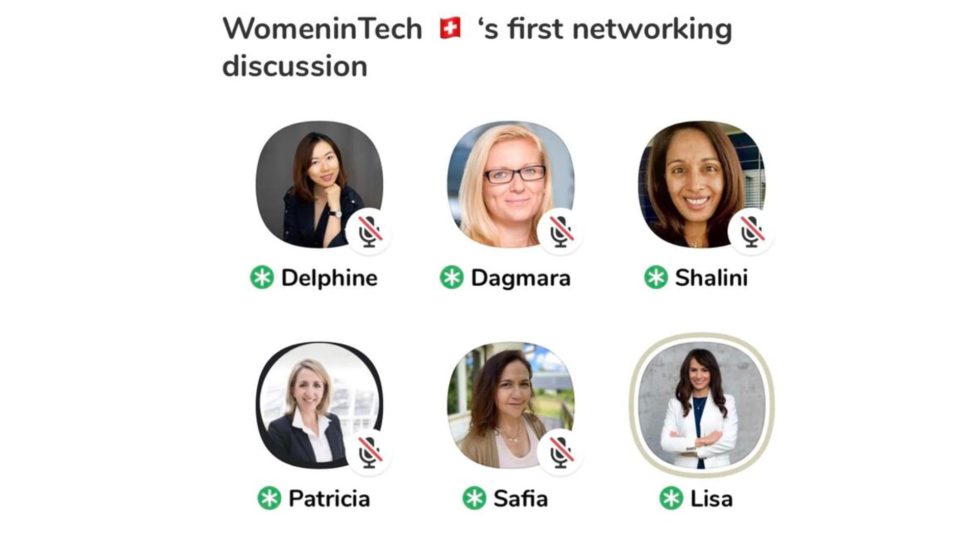 WomeninTech 🇨🇭 ‘s first networking
discussion
Delphine Dagmara Shalini
Patricia Safia Lisa